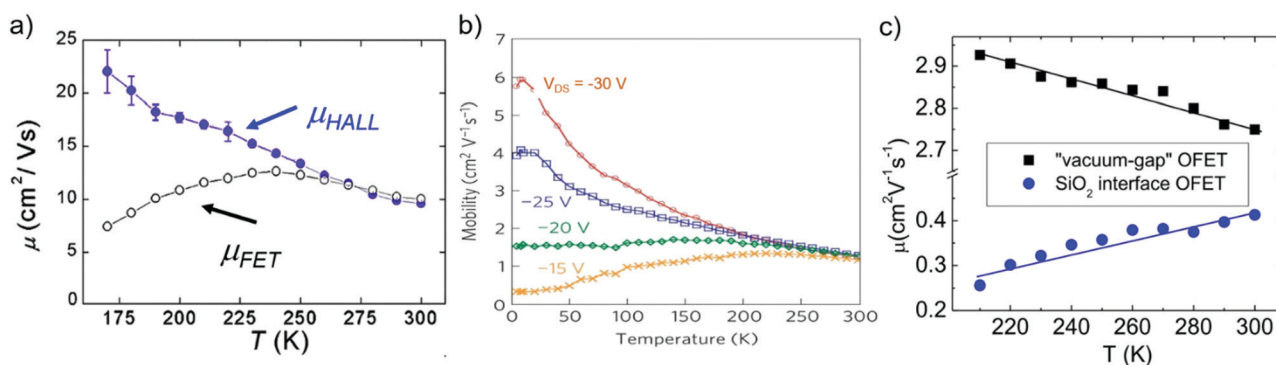 a)
25
20
15
10
5
0
μ (cm²/ Vs)
μHALL
μFET
175 200 225 250 275 300
T (K)
b)
7
6
5
4
3
2
1
0
Mobility (cm² V⁻¹s⁻¹)
VDS = -30 V
−25 V
−20 V
−15 V
0 50 100 150 200 250 300
Temperature (K)
c)
2.9
2.8
2.7
0.4
0.3
0.2
μ(cm²V⁻¹s⁻¹)
"vacuum-gap" OFET
SiO₂ interface OFET
220 240 260 280 300
T (K)